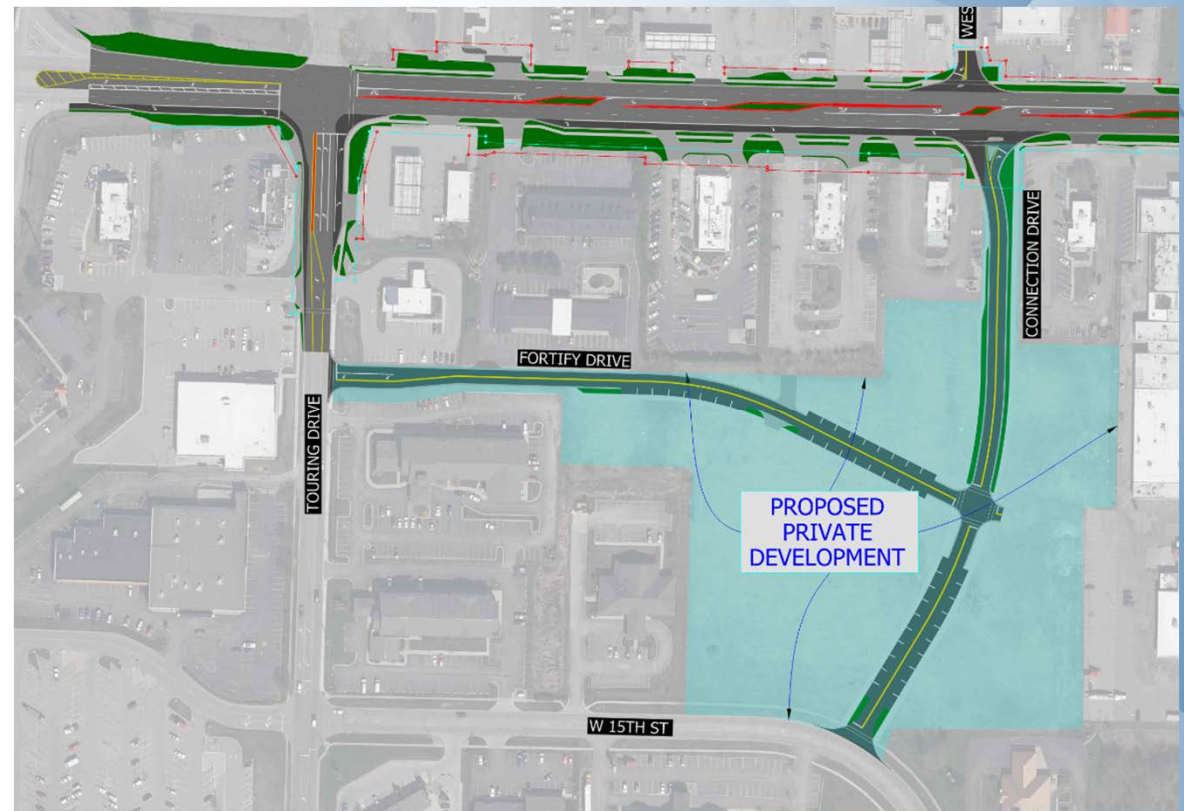 WES
CONNECTION DRIVE
FORTIFY DRIVE
TOURING DRIVE
PROPOSED
PRIVATE
DEVELOPMENT
W 15TH ST